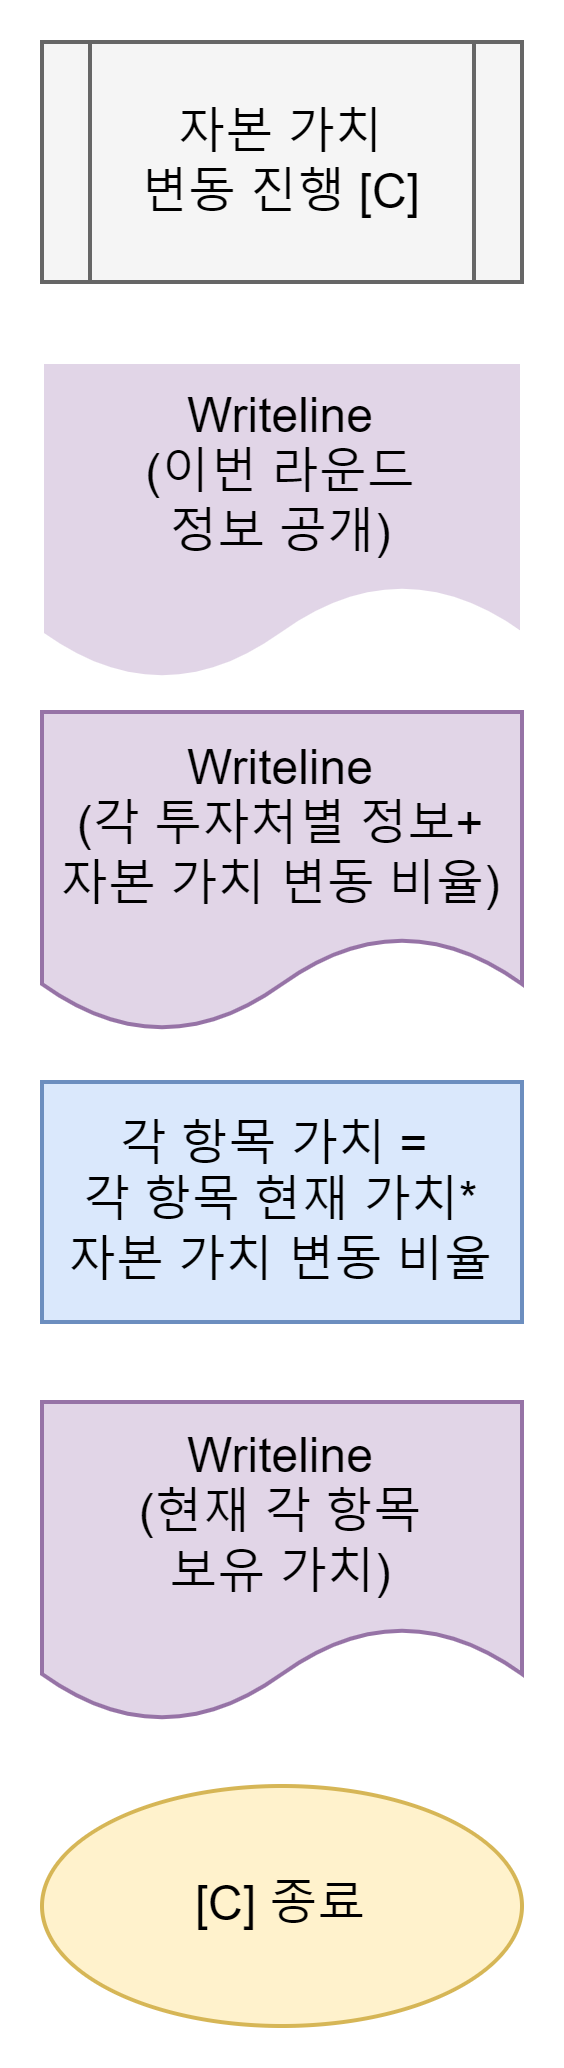 자본 가치
변동 진행 [C]
Writeline
(이번 라운드
정보 공개)
Writeline
(각 투자처별 정보+
자본 가치 변동 비율)
각 항목 가치 =
각 항목 현재 가치*
자본 가치 변동 비율
Writeline
(현재 각 항목
보유 가치)
[C] 종료